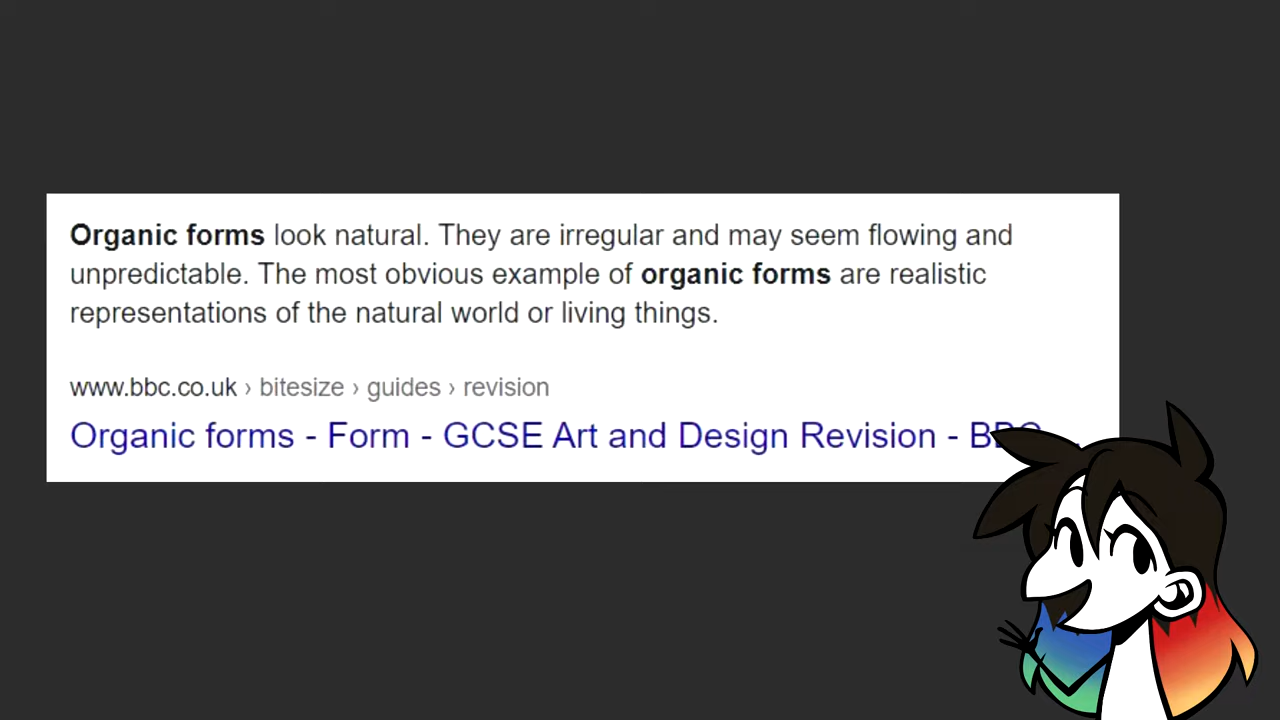 Organic forms look natural. They are irregular and may seem flowing and
unpredictable. The most obvious example of organic forms are realistic
representations of the natural world or living things.
www.bbc.co.uk › bitesize › guides › revision
Organic forms - Form - GCSE Art and Design Revision - BBC